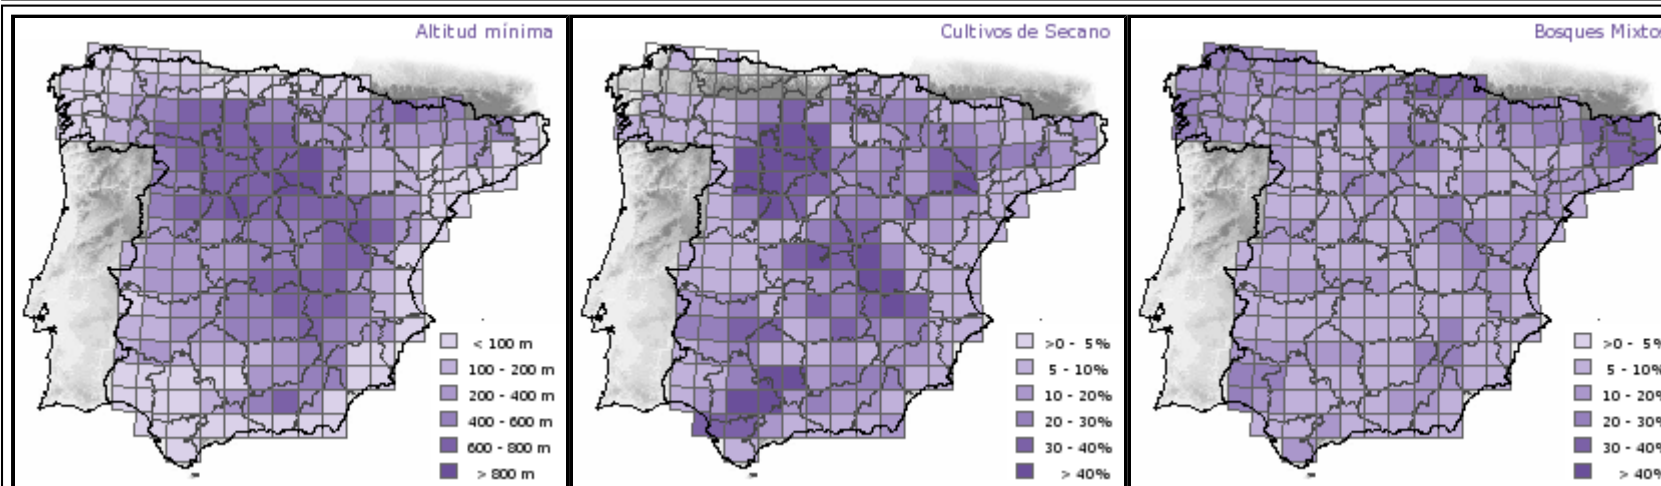 Altitud mínima
< 100 m
100 - 200 m
200 - 400 m
400 - 600 m
600 - 800 m
> 800 m
Cultivos de Secano
>0 - 5%
5 - 10%
10 - 20%
20 - 30%
30 - 40%
> 40%
Bosques Mixtos
>0 - 5%
5 - 10%
10 - 20%
20 - 30%
30 - 40%
> 40%